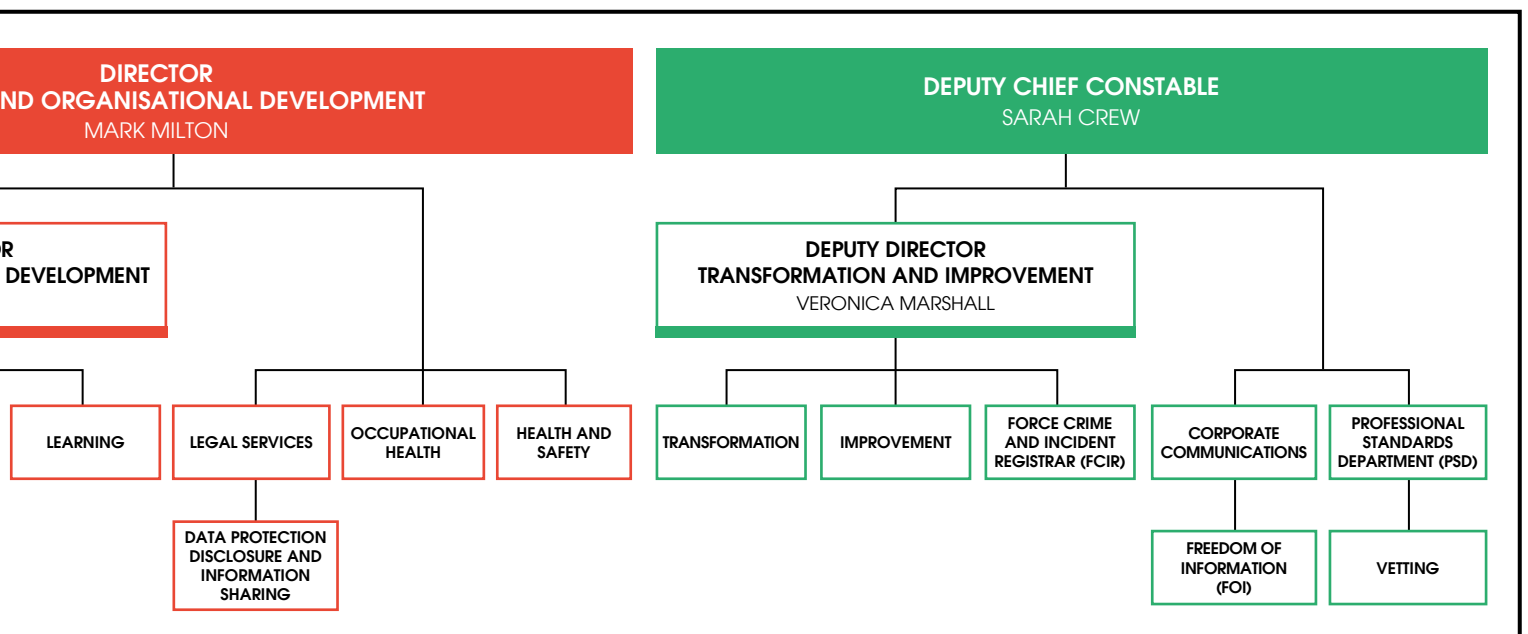 DIRECTOR
ND ORGANISATIONAL DEVELOPMENT
MARK MILTON
DEPUTY CHIEF CONSTABLE
SARAH CREW
OR
DEVELOPMENT
DEPUTY DIRECTOR
TRANSFORMATION AND IMPROVEMENT
VERONICA MARSHALL
LEARNING
LEGAL SERVICES
OCCUPATIONAL
HEALTH
HEALTH AND
SAFETY
TRANSFORMATION
IMPROVEMENT
FORCE CRIME
AND INCIDENT
REGISTRAR (FCIR)
CORPORATE
COMMUNICATIONS
PROFESSIONAL
STANDARDS
DEPARTMENT (PSD)
DATA PROTECTION
DISCLOSURE AND
INFORMATION
SHARING
FREEDOM OF
INFORMATION
(FOI)
VETTING